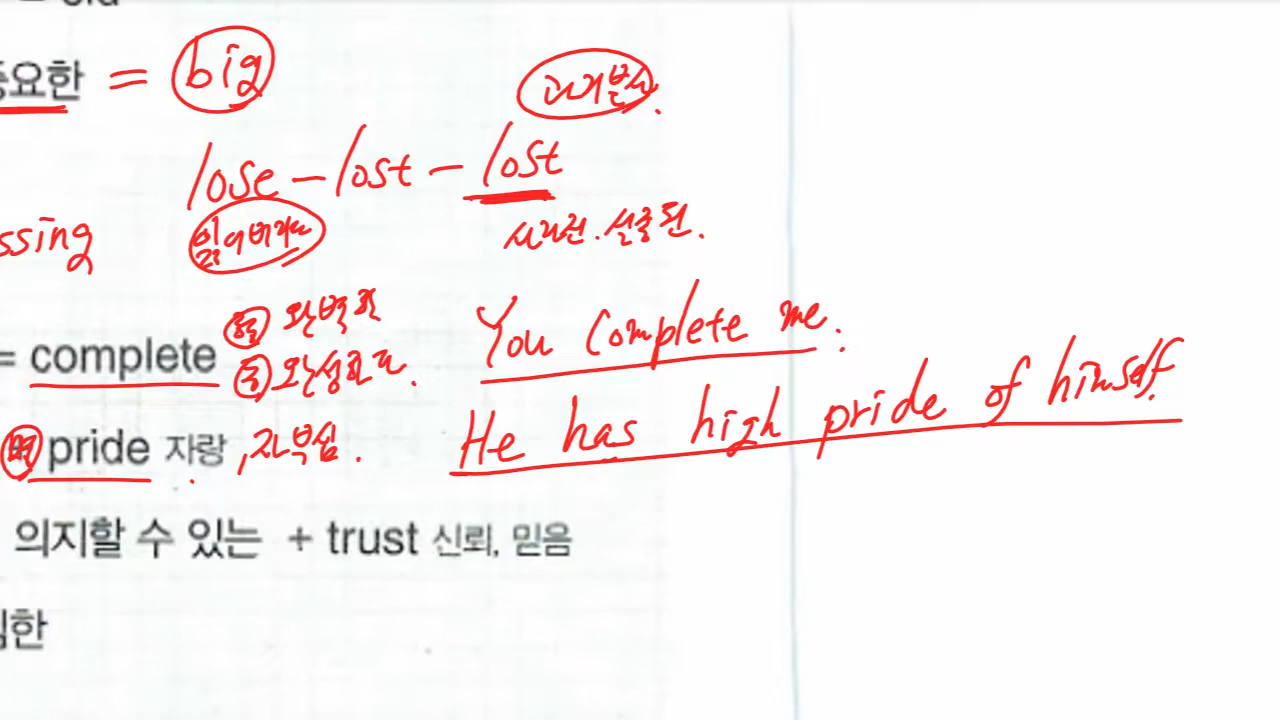 = old
중요한 = big
과거분사.
lose – lost – lost
ssing 잃어버리다 사라진. 실종된.
= complete 형 완벽한 You complete me.
동 완성하다.
명 pride 자랑, 자부심. He has high pride of himself.
의지할 수 있는 + trust 신뢰, 믿음